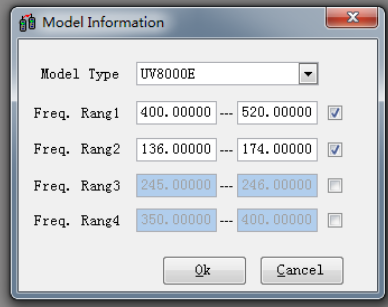 Model Information
Model Type UV8000E
Freq. Rang1 400.00000 --- 520.00000
Freq. Rang2 136.00000 --- 174.00000
Freq. Rang3 245.00000 --- 246.00000
Freq. Rang4 350.00000 --- 400.00000
Ok Cancel